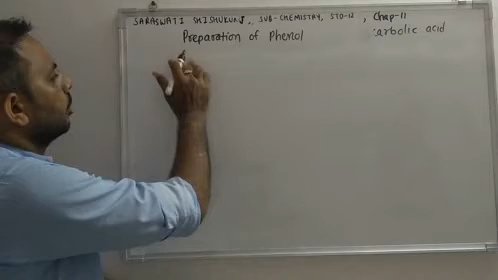 SARASWATI SHISHUKUNJ, SUB-CHEMISTRY, STD-12, Chap-11
Preparation of Phenol
:arbolic acid